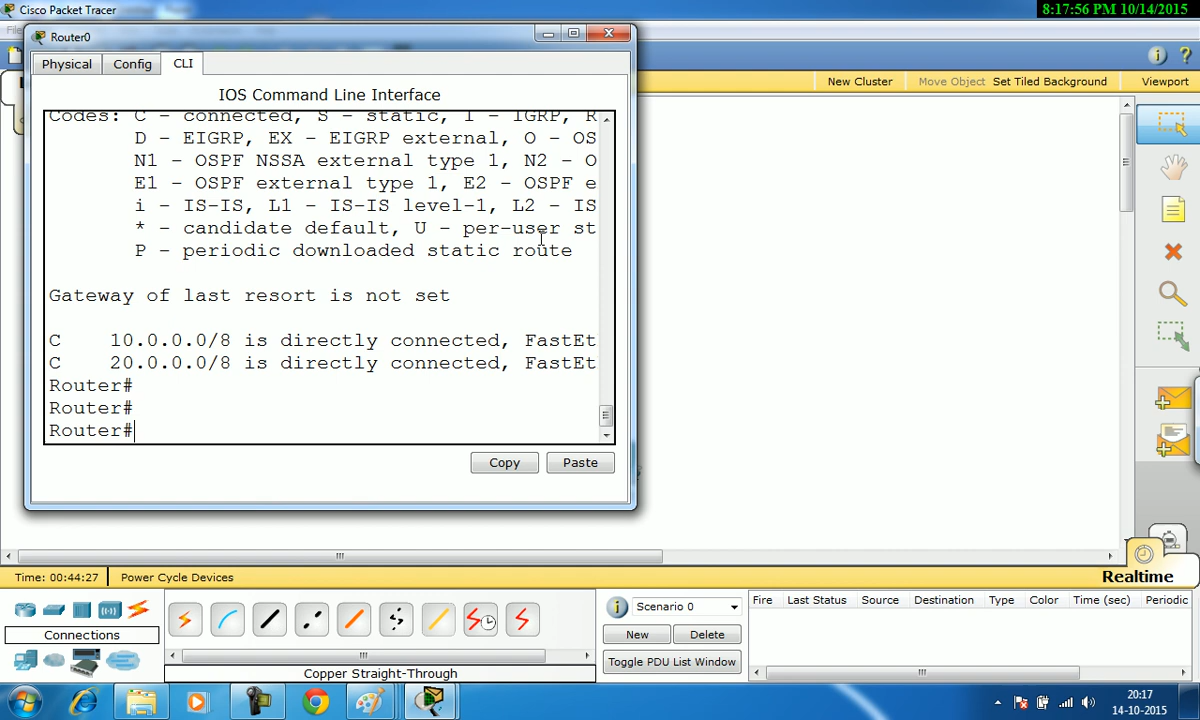 Cisco Packet Tracer
8:17:56 PM 10/14/2015
Router0
Physical
Config
CLI
New Cluster
Move Object
Set Tiled Background
Viewport
IOS Command Line Interface
Codes: C - connected, S - static, I - IGRP, R
D - EIGRP, EX - EIGRP external, O - OS
N1 - OSPF NSSA external type 1, N2 - O
E1 - OSPF external type 1, E2 - OSPF e
i - IS-IS, L1 - IS-IS level-1, L2 - IS
* - candidate default, U - per-user st
P - periodic downloaded static route
Gateway of last resort is not set
C 10.0.0.0/8 is directly connected, FastEt
C 20.0.0.0/8 is directly connected, FastEt
Router#
Router#
Router#
Copy
Paste
Time: 00:44:27
Power Cycle Devices
Realtime
Connections
Copper Straight-Through
Scenario 0
New
Delete
Toggle PDU List Window
Fire Last Status Source Destination Type Color Time (sec) Periodic
20:17
14-10-2015